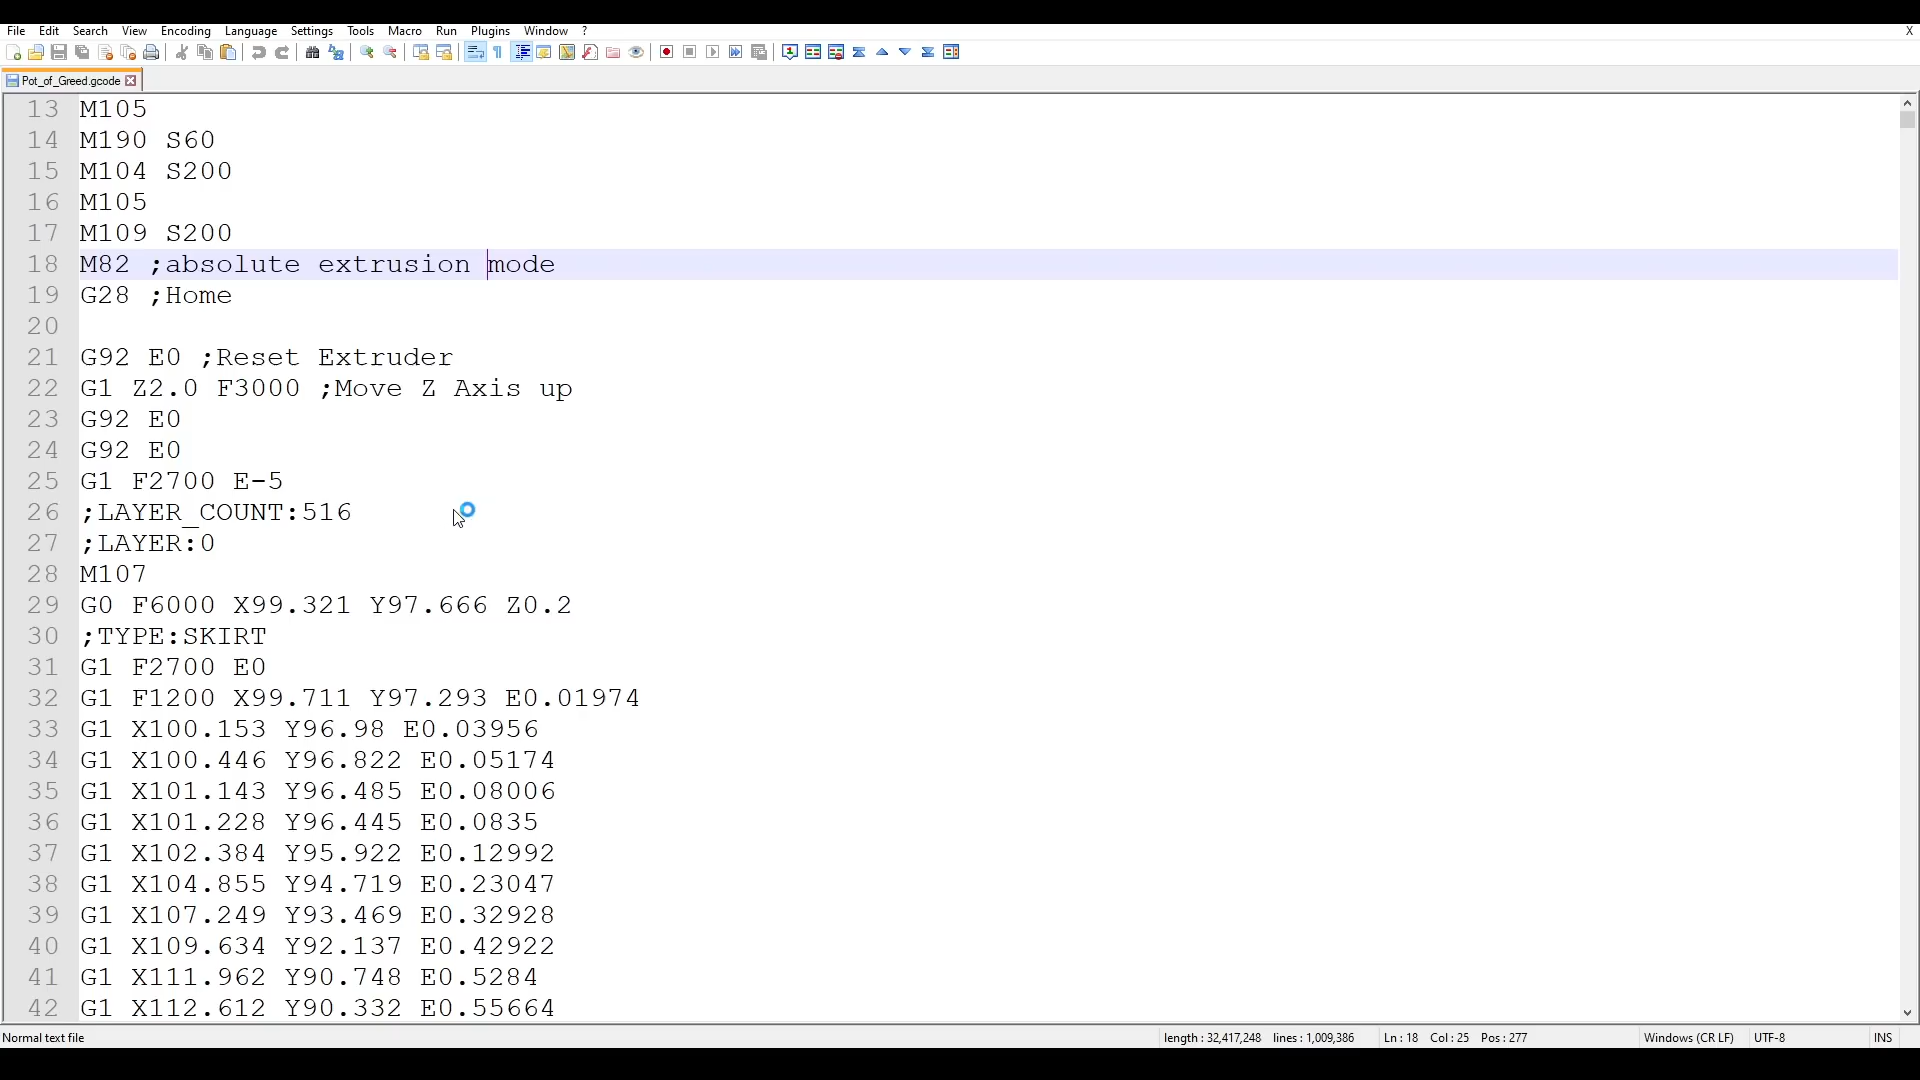 File Edit Search View Encoding Language Settings Tools Macro Run Plugins Window ? X
Pot_of_Greed.gcode
13 M105
14 M190 S60
15 M104 S200
16 M105
17 M109 S200
18 M82 ;absolute extrusion mode
19 G28 ;Home
20
21 G92 E0 ;Reset Extruder
22 G1 Z2.0 F3000 ;Move Z Axis up
23 G92 E0
24 G92 E0
25 G1 F2700 E-5
26 ;LAYER_COUNT:516
27 ;LAYER:0
28 M107
29 G0 F6000 X99.321 Y97.666 Z0.2
30 ;TYPE:SKIRT
31 G1 F2700 E0
32 G1 F1200 X99.711 Y97.293 E0.01974
33 G1 X100.153 Y96.98 E0.03956
34 G1 X100.446 Y96.822 E0.05174
35 G1 X101.143 Y96.485 E0.08006
36 G1 X101.228 Y96.445 E0.0835
37 G1 X102.384 Y95.922 E0.12992
38 G1 X104.855 Y94.719 E0.23047
39 G1 X107.249 Y93.469 E0.32928
40 G1 X109.634 Y92.137 E0.42922
41 G1 X111.962 Y90.748 E0.5284
42 G1 X112.612 Y90.332 E0.55664
Normal text file length : 32,417,248 lines : 1,009,386 Ln : 18 Col : 25 Pos : 277 Windows (CR LF) UTF-8 INS